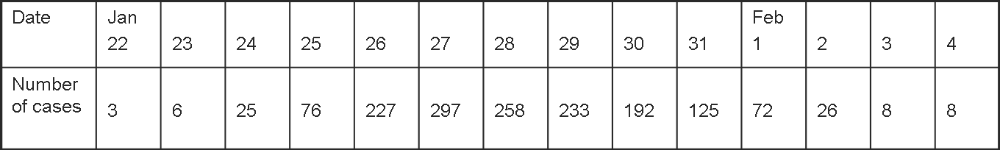 Date Jan Feb
22 23 24 25 26 27 28 29 30 31 1 2 3 4
Number
of cases 3 6 25 76 227 297 258 233 192 125 72 26 8 8